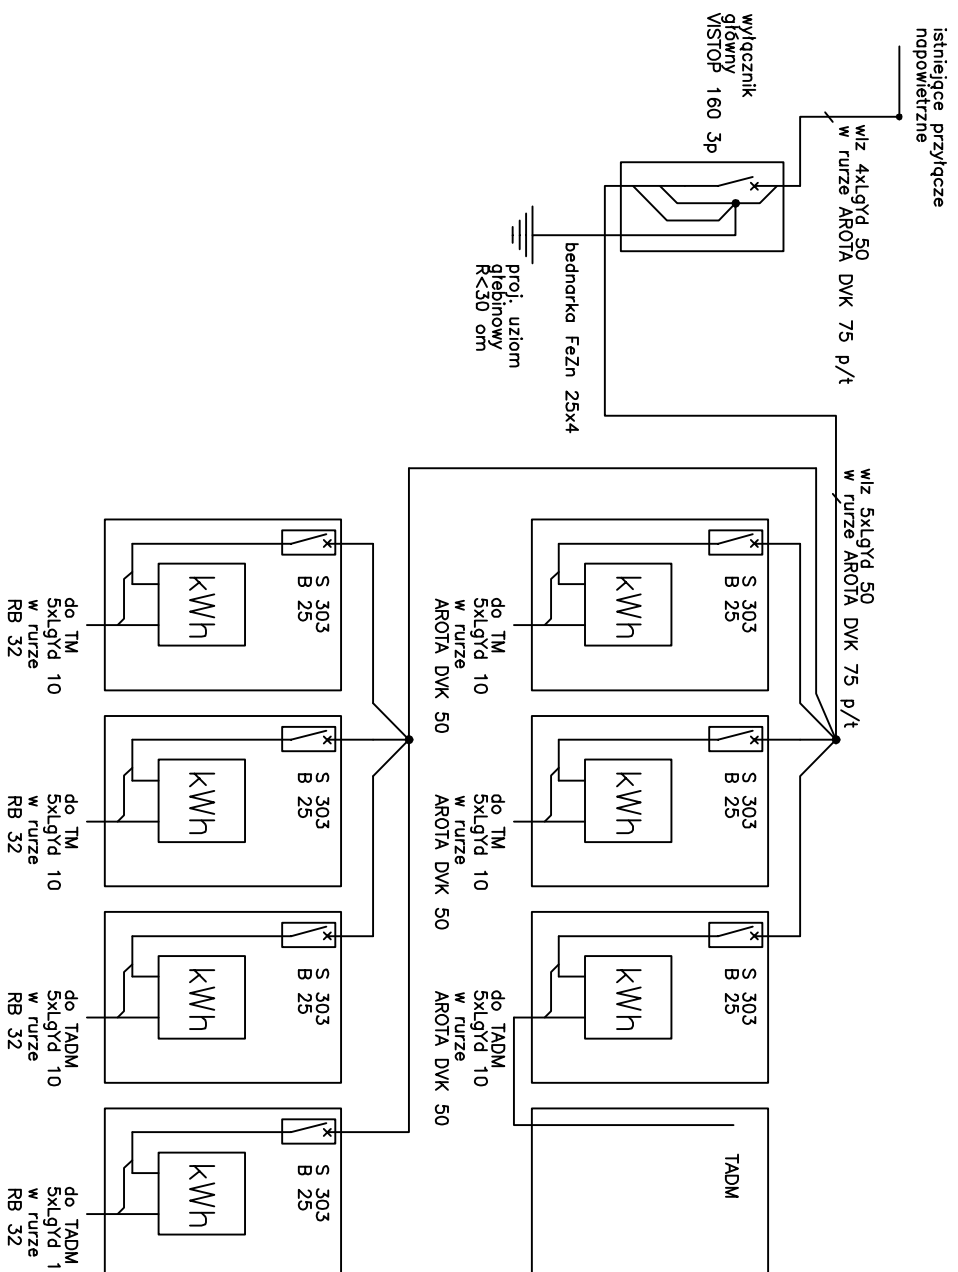 istniejące przyłącze
napowietrzne
wlz 4xLgYd 50
w rurze AROTA DVK 75 p/t
wyłącznik
główny
VISTOP 160 3p
bednarka FeZn 25x4
proj. uziom
głebinowy
R<30 om
wlz 5xLgYd 50
w rurze AROTA DVK 75 p/t
S 303
B 25
kWh
do TM
5xLgYd 10
w rurze
AROTA DVK 50
S 303
B 25
kWh
do TM
5xLgYd 10
w rurze
AROTA DVK 50
S 303
B 25
kWh
do TADM
5xLgYd 10
w rurze
AROTA DVK 50
TADM
S 303
B 25
kWh
do TM
5xLgYd 10
w rurze
RB 32
S 303
B 25
kWh
do TM
5xLgYd 10
w rurze
RB 32
S 303
B 25
kWh
do TADM
5xLgYd 10
w rurze
RB 32
S 303
B 25
kWh
do TADM
5xLgYd 1
w rurze
RB 32